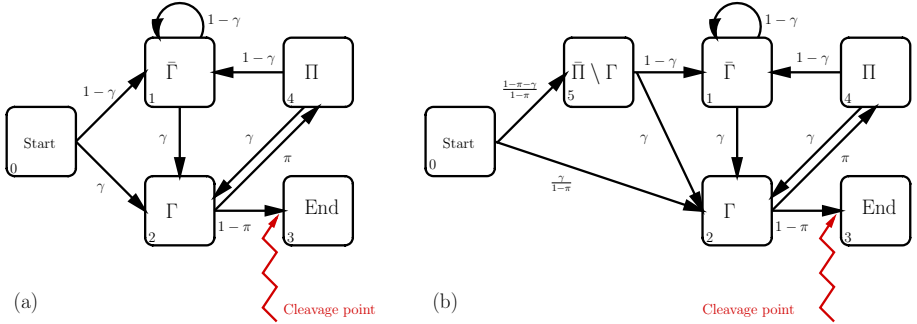 1 − γ
Γ̄
1
1 − γ
Π
4
1 − γ
Start
0
γ
γ
π
γ
Γ
2
1 − π
End
3
Cleavage point
(a)
1 − γ
1−π−γ
1−π
Π̄ \ Γ
5
1 − γ
Γ̄
1
1 − γ
Π
4
Start
0
γ
γ
γ
π
γ
1−π
Γ
2
1 − π
End
3
Cleavage point
(b)